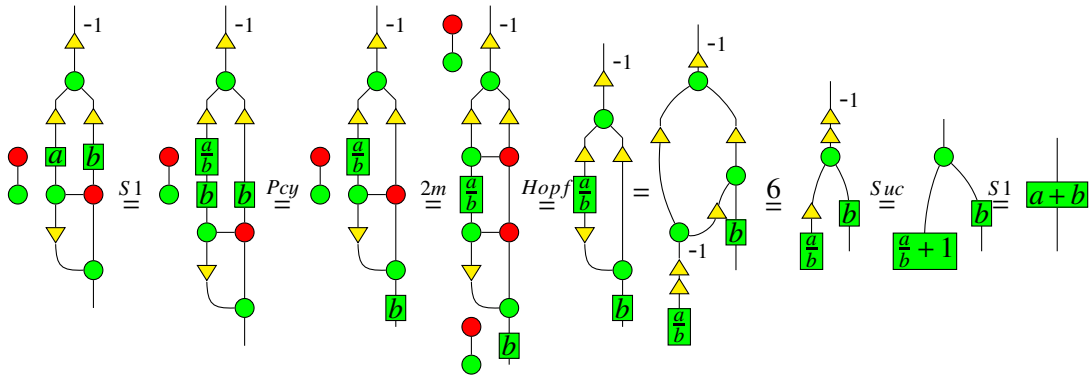 -1 -1 -1 -1 -1 -1 -1
a b S1 = a/b b b Pcy = a/b 2m = a/b Hopf = a/b = -1 b 6 = a/b b Suc = a/b + 1 b S1 = a + b
b b b a/b